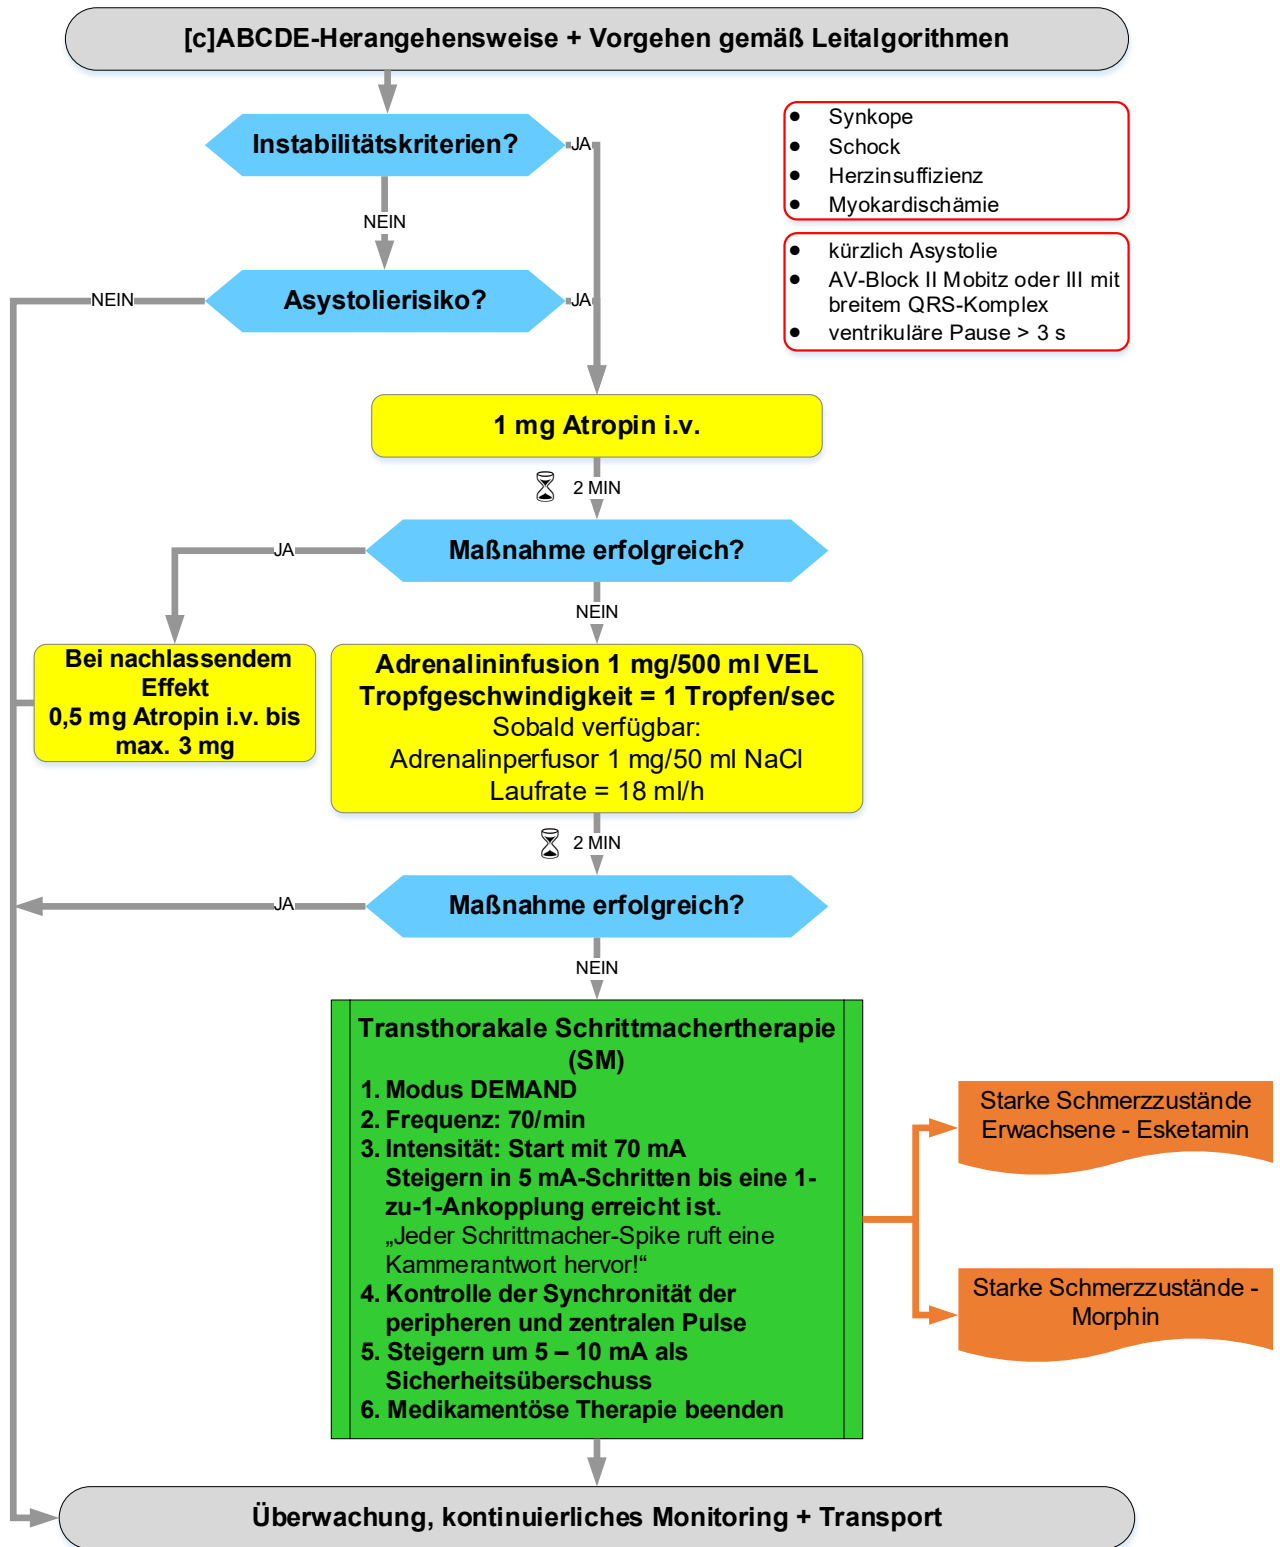 [c]ABCDE-Herangehensweise + Vorgehen gemäß Leitalgorithmen
Instabilitätskriterien?
JA
• Synkope
• Schock
• Herzinsuffizienz
• Myokardischämie
NEIN
• kürzlich Asystolie
• AV-Block II Mobitz oder III mit
breitem QRS-Komplex
• ventrikuläre Pause > 3 s
NEIN
Asystolierisiko?
JA
1 mg Atropin i.v.
2 MIN
Maßnahme erfolgreich?
JA
NEIN
Bei nachlassendem
Effekt
0,5 mg Atropin i.v. bis
max. 3 mg
Adrenalininfusion 1 mg/500 ml VEL
Tropfgeschwindigkeit = 1 Tropfen/sec
Sobald verfügbar:
Adrenalinperfusor 1 mg/50 ml NaCl
Laufrate = 18 ml/h
2 MIN
Maßnahme erfolgreich?
JA
NEIN
Transthorakale Schrittmachertherapie
(SM)
1. Modus DEMAND
2. Frequenz: 70/min
3. Intensität: Start mit 70 mA
Steigern in 5 mA-Schritten bis eine 1-
zu-1-Ankopplung erreicht ist.
„Jeder Schrittmacher-Spike ruft eine
Kammerantwort hervor!“
4. Kontrolle der Synchronität der
peripheren und zentralen Pulse
5. Steigern um 5 – 10 mA als
Sicherheitsüberschuss
6. Medikamentöse Therapie beenden
Starke Schmerzzustände
Erwachsene - Esketamin
Starke Schmerzzustände -
Morphin
Überwachung, kontinuierliches Monitoring + Transport